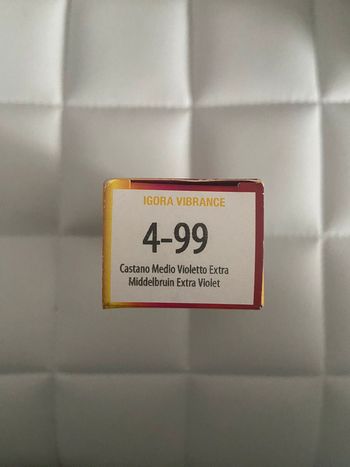 IGORA VIBRANCE
4-99
Castano Medio Violetto Extra
Middelbruin Extra Violet